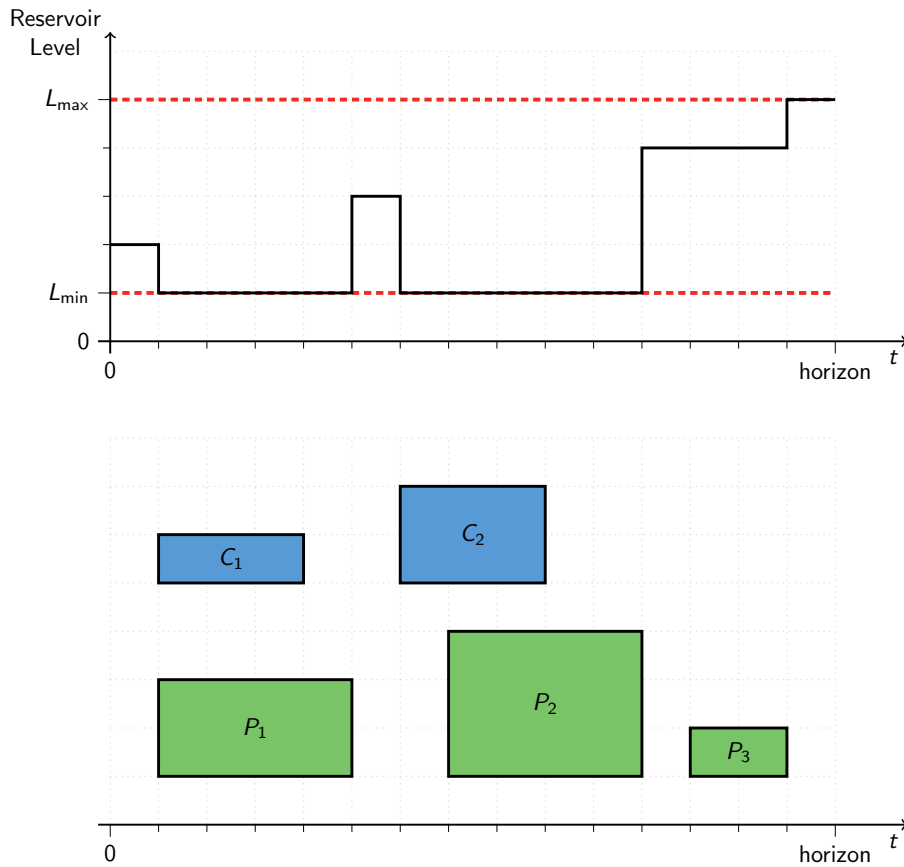 Reservoir
Level
L_max
L_min
0
0
horizon
t
C_1
C_2
P_1
P_2
P_3
0
horizon
t